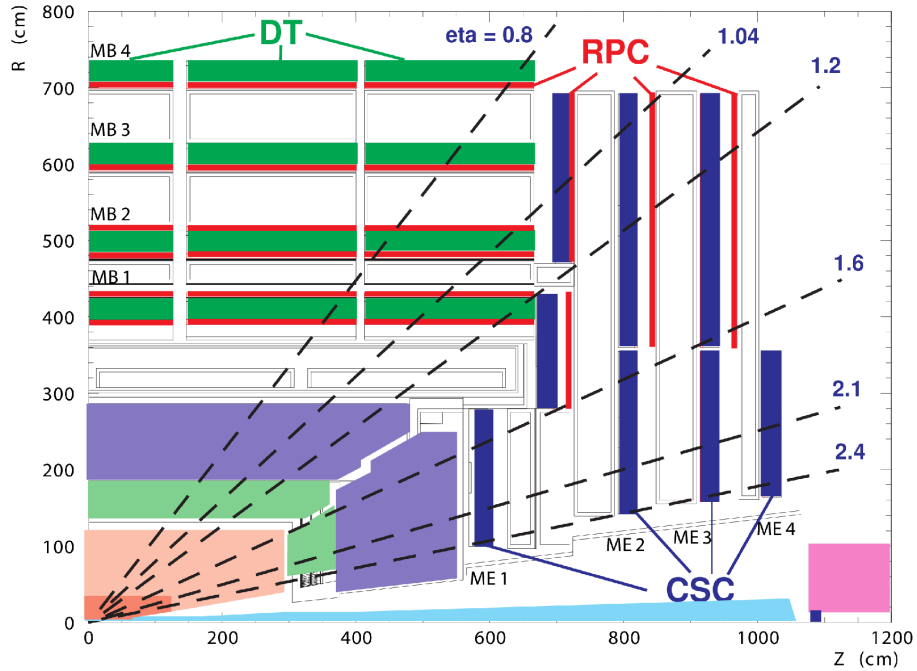 R (cm)
800
700
600
500
400
300
200
100
0
MB 4
MB 3
MB 2
MB 1
DT
eta = 0.8
RPC
1.04
1.2
1.6
2.1
2.4
ME 1
ME 2
ME 3
ME 4
CSC
0
200
400
600
800
1000
1200
Z (cm)